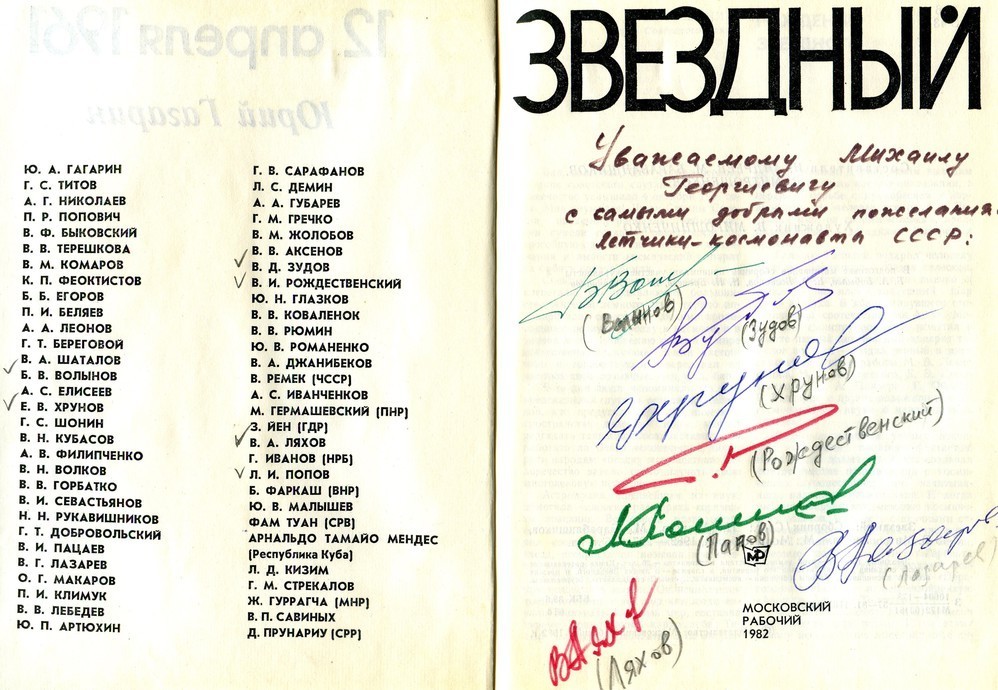 12 апреля 1961
Юрий Гагарин
Ю. А. ГАГАРИН
Г. С. ТИТОВ
А. Г. НИКОЛАЕВ
П. Р. ПОПОВИЧ
В. Ф. БЫКОВСКИЙ
В. В. ТЕРЕШКОВА
В. М. КОМАРОВ
К. П. ФЕОКТИСТОВ
Б. Б. ЕГОРОВ
П. И. БЕЛЯЕВ
А. А. ЛЕОНОВ
Г. Т. БЕРЕГОВОЙ
В. А. ШАТАЛОВ
Б. В. ВОЛЫНОВ
А. С. ЕЛИСЕЕВ
Е. В. ХРУНОВ
Г. С. ШОНИН
В. Н. КУБАСОВ
А. В. ФИЛИПЧЕНКО
В. Н. ВОЛКОВ
В. В. ГОРБАТКО
В. И. СЕВАСТЬЯНОВ
Н. Н. РУКАВИШНИКОВ
Г. Т. ДОБРОВОЛЬСКИЙ
В. И. ПАЦАЕВ
В. Г. ЛАЗАРЕВ
О. Г. МАКАРОВ
П. И. КЛИМУК
В. В. ЛЕБЕДЕВ
Ю. П. АРТЮХИН
Г. В. САРАФАНОВ
Л. С. ДЕМИН
А. А. ГУБАРЕВ
Г. М. ГРЕЧКО
В. М. ЖОЛОБОВ
В. В. АКСЕНОВ
В. Д. ЗУДОВ
В. И. РОЖДЕСТВЕНСКИЙ
Ю. Н. ГЛАЗКОВ
В. В. КОВАЛЕНОК
В. В. РЮМИН
Ю. В. РОМАНЕНКО
В. А. ДЖАНИБЕКОВ
В. РЕМЕК (ЧССР)
А. С. ИВАНЧЕНКОВ
М. ГЕРМАШЕВСКИЙ (ПНР)
З. ЙЕН (ГДР)
В. А. ЛЯХОВ
Г. ИВАНОВ (НРБ)
Л. И. ПОПОВ
Б. ФАРКАШ (ВНР)
Ю. В. МАЛЫШЕВ
ФАМ ТУАН (СРВ)
АРНАЛЬДО ТАМАЙО МЕНДЕС
(Республика Куба)
Л. Д. КИЗИМ
Г. М. СТРЕКАЛОВ
Ж. ГУРРАГЧА (МНР)
В. П. САВИНЫХ
Д. ПРУНАРИУ (СРР)
ЗВЕЗДНЫЙ
Уважаемому Михаилу
Георгиевичу
с самыми добрыми пожелания
летчики-космонавты СССР:
(Волынов)
(Зудов)
(Хрунов)
(Рождественский)
(Попов)
(Лазарев)
МР
МОСКОВСКИЙ
РАБОЧИЙ
1982
ВЛяхов
(Ляхов)